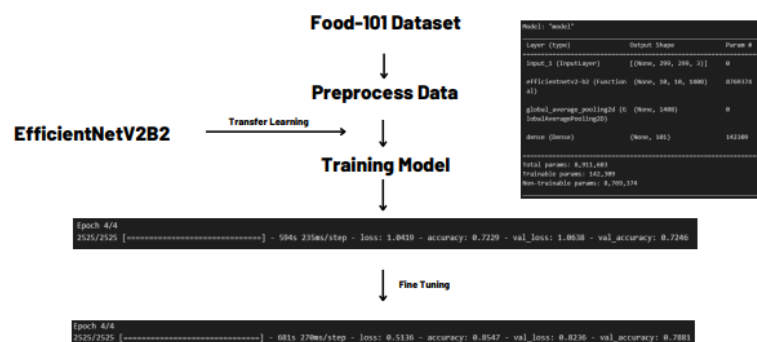 Food-101 Dataset
Preprocess Data
EfficientNetV2B2
Transfer Learning
Training Model
Model: "model"
Layer (type) Output Shape Param #
input_1 (InputLayer) [(None, 299, 299, 3)] 0
efficientnetv2-b2 (Function (None, 10, 10, 1408) 8769374
al)
global_average_pooling2d (G (None, 1408) 0
lobalAveragePooling2D)
dense (Dense) (None, 101) 142309
Total params: 8,911,683
Trainable params: 142,309
Non-trainable params: 8,769,374
Epoch 4/4
2525/2525 [==============================] - 594s 235ms/step - loss: 1.0419 - accuracy: 0.7229 - val_loss: 1.0638 - val_accuracy: 0.7246
Fine Tuning
Epoch 4/4
2525/2525 [==============================] - 681s 270ms/step - loss: 0.5136 - accuracy: 0.8547 - val_loss: 0.8236 - val_accuracy: 0.7881